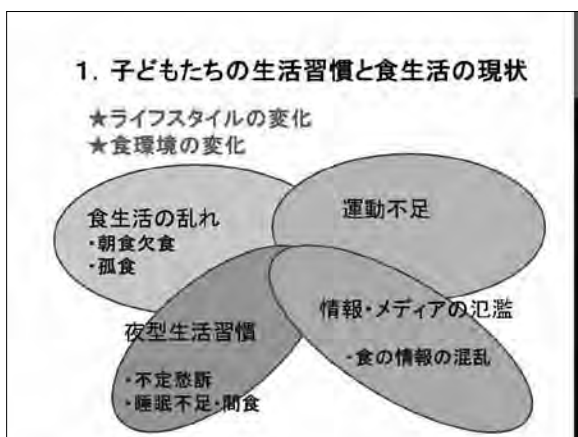 1. 子どもたちの生活習慣と食生活の現状
★ライフスタイルの変化
★食環境の変化
食生活の乱れ
・朝食欠食
・孤食
運動不足
夜型生活習慣
・不定愁訴
・睡眠不足・間食
情報・メディアの氾濫
・食の情報の混乱